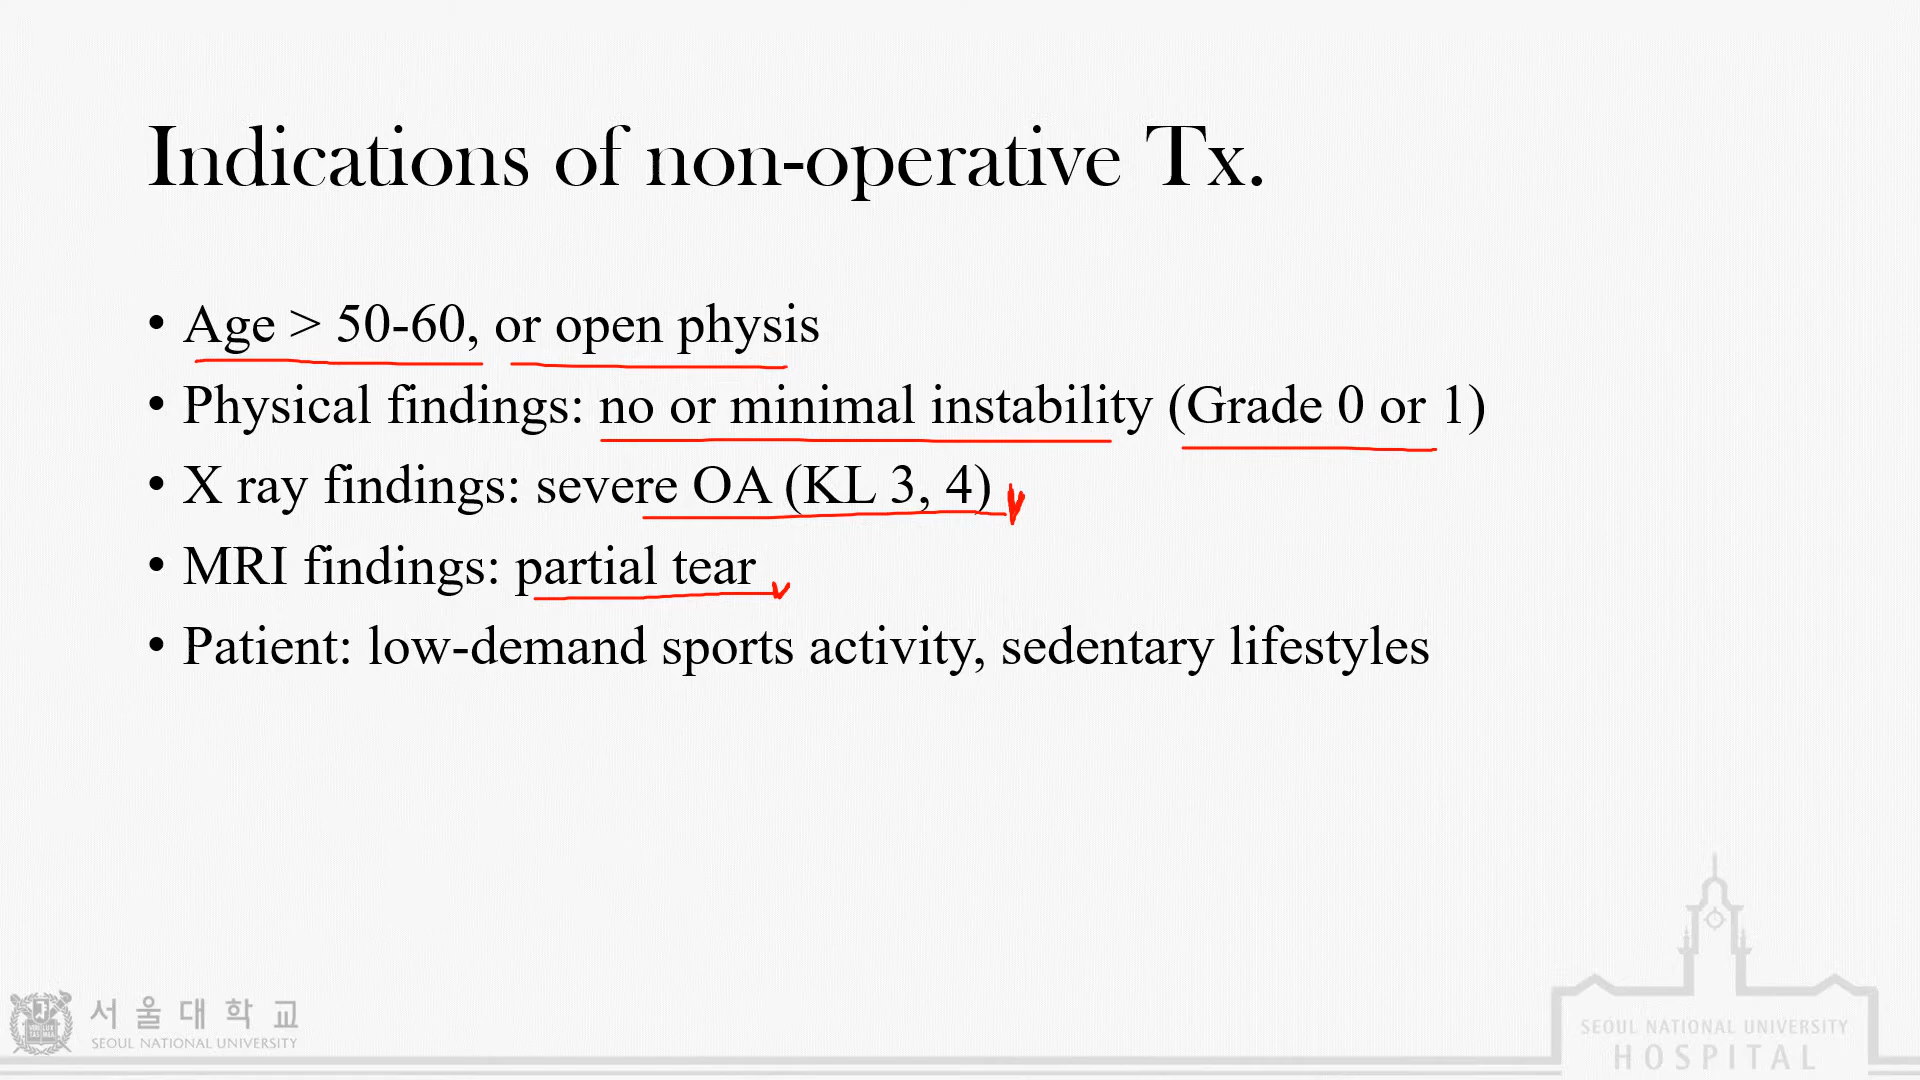 Indications of non-operative Tx.
• Age > 50-60, or open physis
• Physical findings: no or minimal instability (Grade 0 or 1)
• X ray findings: severe OA (KL 3, 4)
• MRI findings: partial tear
• Patient: low-demand sports activity, sedentary lifestyles
서울대학교
SEOUL NATIONAL UNIVERSITY
SEOUL NATIONAL UNIVERSITY
HOSPITAL